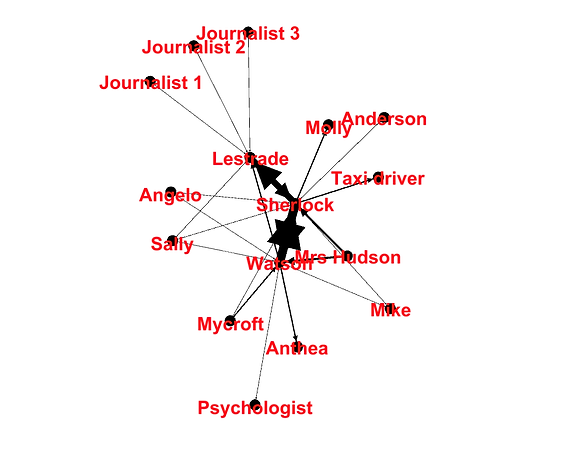 Journalist 3
Journalist 2
Journalist 1
Anderson
Molly
Lestrade
Taxi driver
Angelo
Sherlock
Sally
Mrs Hudson
Watson
Mike
Mycroft
Anthea
Psychologist